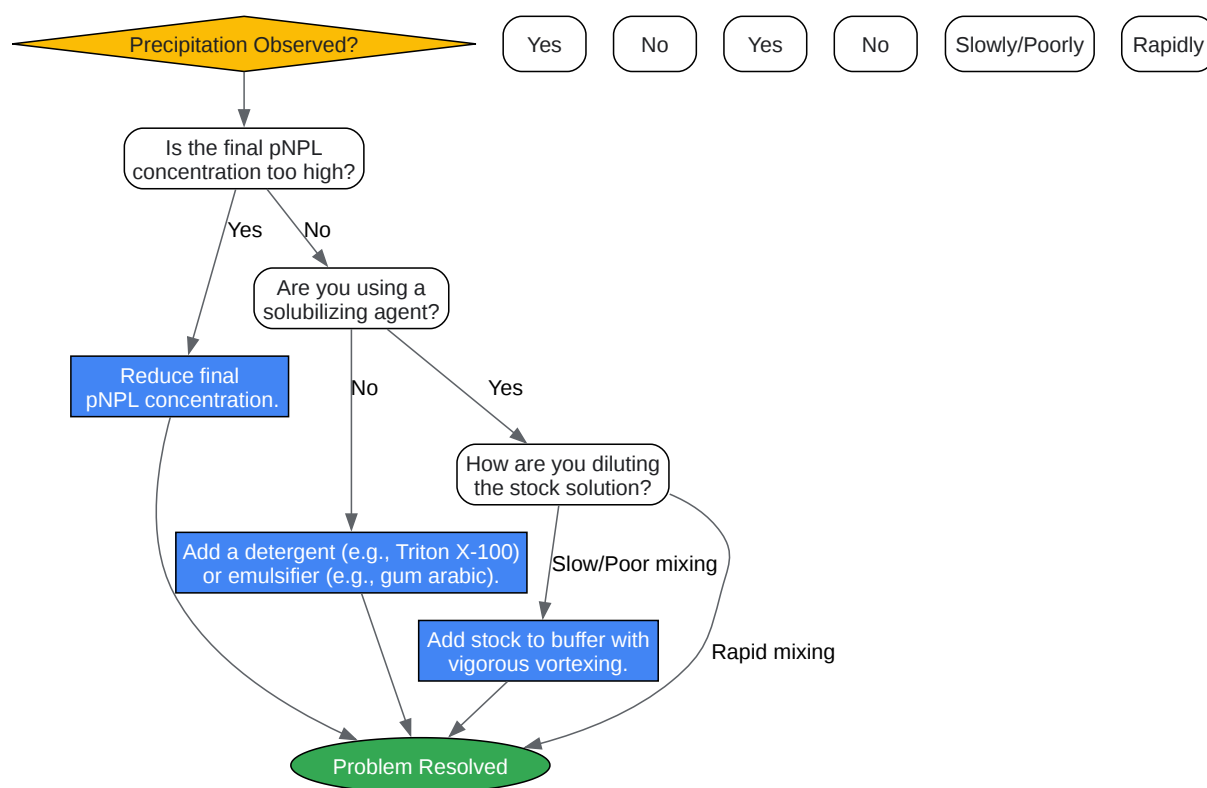 Precipitation Observed?
Yes
No
Yes
No
Slowly/Poorly
Rapidly
Is the final pNPL
concentration too high?
Yes
No
Are you using a
solubilizing agent?
Reduce final
pNPL concentration.
No
Yes
How are you diluting
the stock solution?
Add a detergent (e.g., Triton X-100)
or emulsifier (e.g., gum arabic).
Slow/Poor mixing
Add stock to buffer with
vigorous vortexing.
Rapid mixing
Problem Resolved